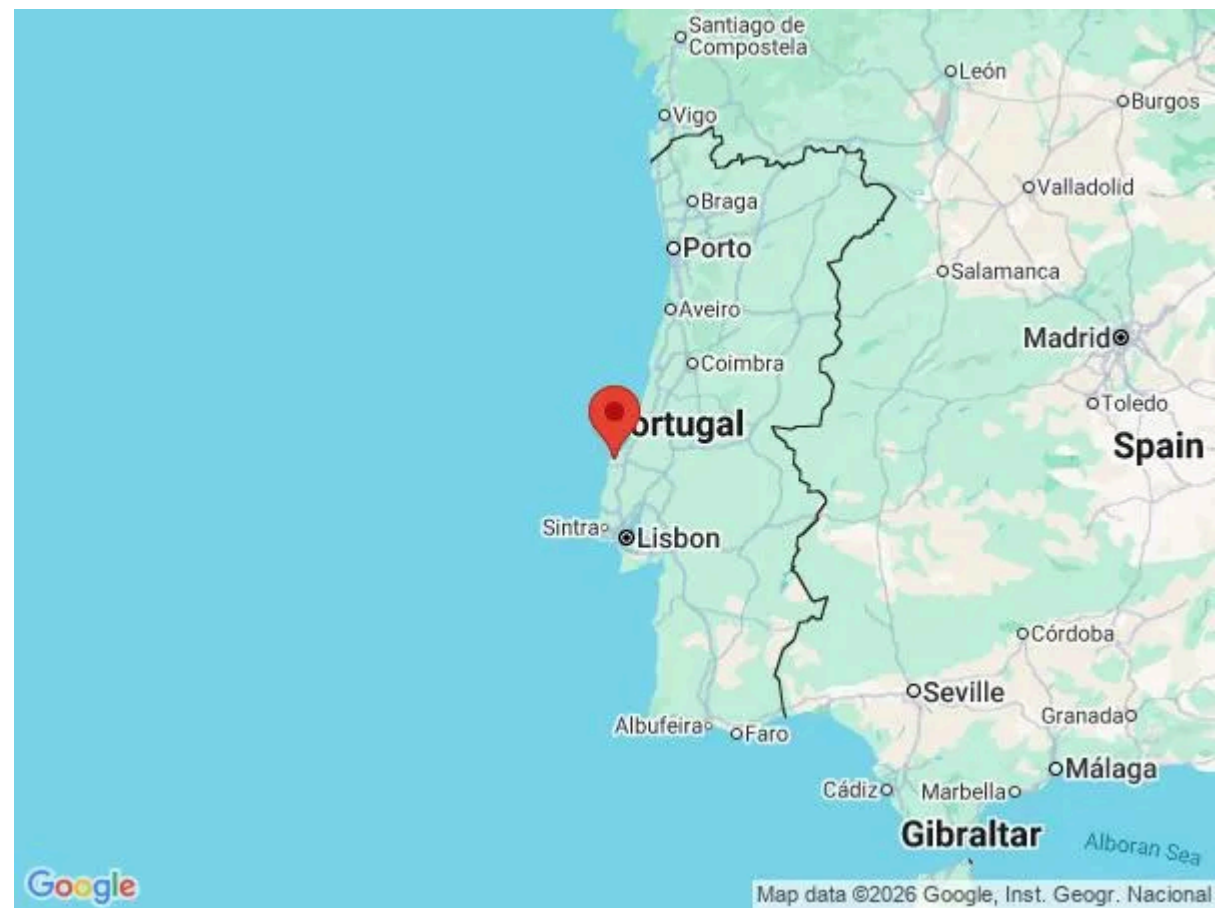 Santiago de
Compostela
León
Burgos
Vigo
Valladolid
Braga
Porto
Salamanca
Aveiro
Madrid
Coimbra
Toledo
ortugal
Spain
Sintra
Lisbon
Córdoba
Seville
Granada
Albufeira
Faro
Málaga
Cádiz
Marbella
Gibraltar
Alboran Sea
Google
Map data ©2026 Google, Inst. Geogr. Nacional